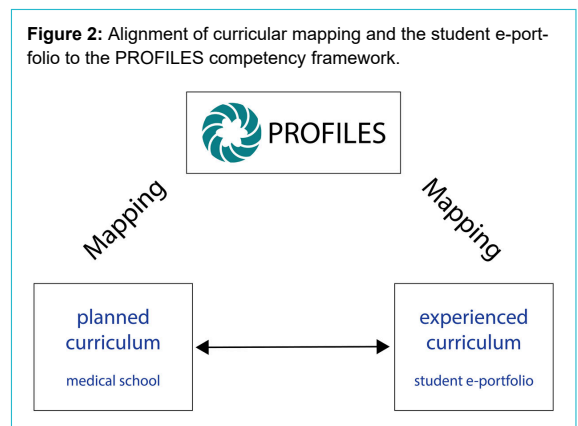 Figure 2: Alignment of curricular mapping and the student e-port-
folio to the PROFILES competency framework.
PROFILES
Mapping
Mapping
planned
curriculum
medical school
experienced
curriculum
student e-portfolio